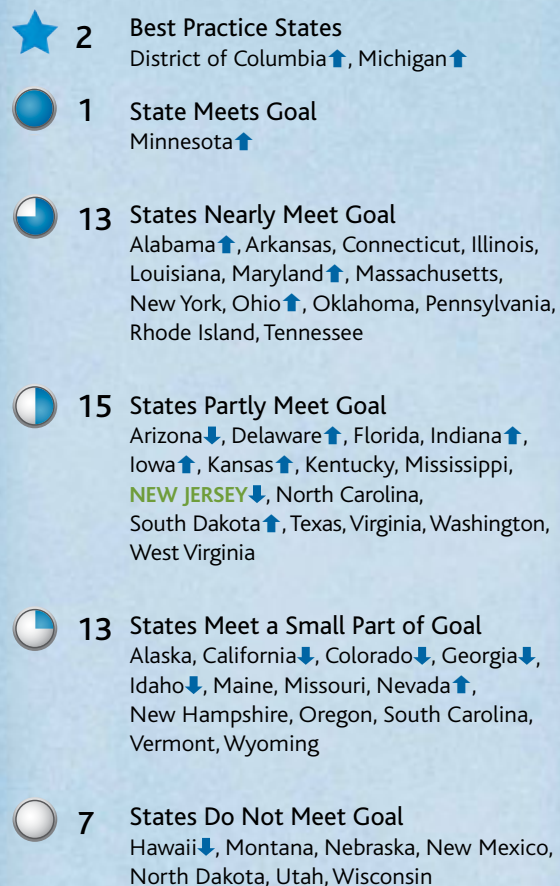 2 Best Practice States
District of Columbia⬆, Michigan⬆
1 State Meets Goal
Minnesota⬆
13 States Nearly Meet Goal
Alabama⬆, Arkansas, Connecticut, Illinois,
Louisiana, Maryland⬆, Massachusetts,
New York, Ohio⬆, Oklahoma, Pennsylvania,
Rhode Island, Tennessee
15 States Partly Meet Goal
Arizona⬇, Delaware⬆, Florida, Indiana⬆,
Iowa⬆, Kansas⬆, Kentucky, Mississippi,
NEW JERSEY⬇, North Carolina,
South Dakota⬆, Texas, Virginia, Washington,
West Virginia
13 States Meet a Small Part of Goal
Alaska, California⬇, Colorado⬇, Georgia⬇,
Idaho⬇, Maine, Missouri, Nevada⬆,
New Hampshire, Oregon, South Carolina,
Vermont, Wyoming
7 States Do Not Meet Goal
Hawaii⬇, Montana, Nebraska, New Mexico,
North Dakota, Utah, Wisconsin